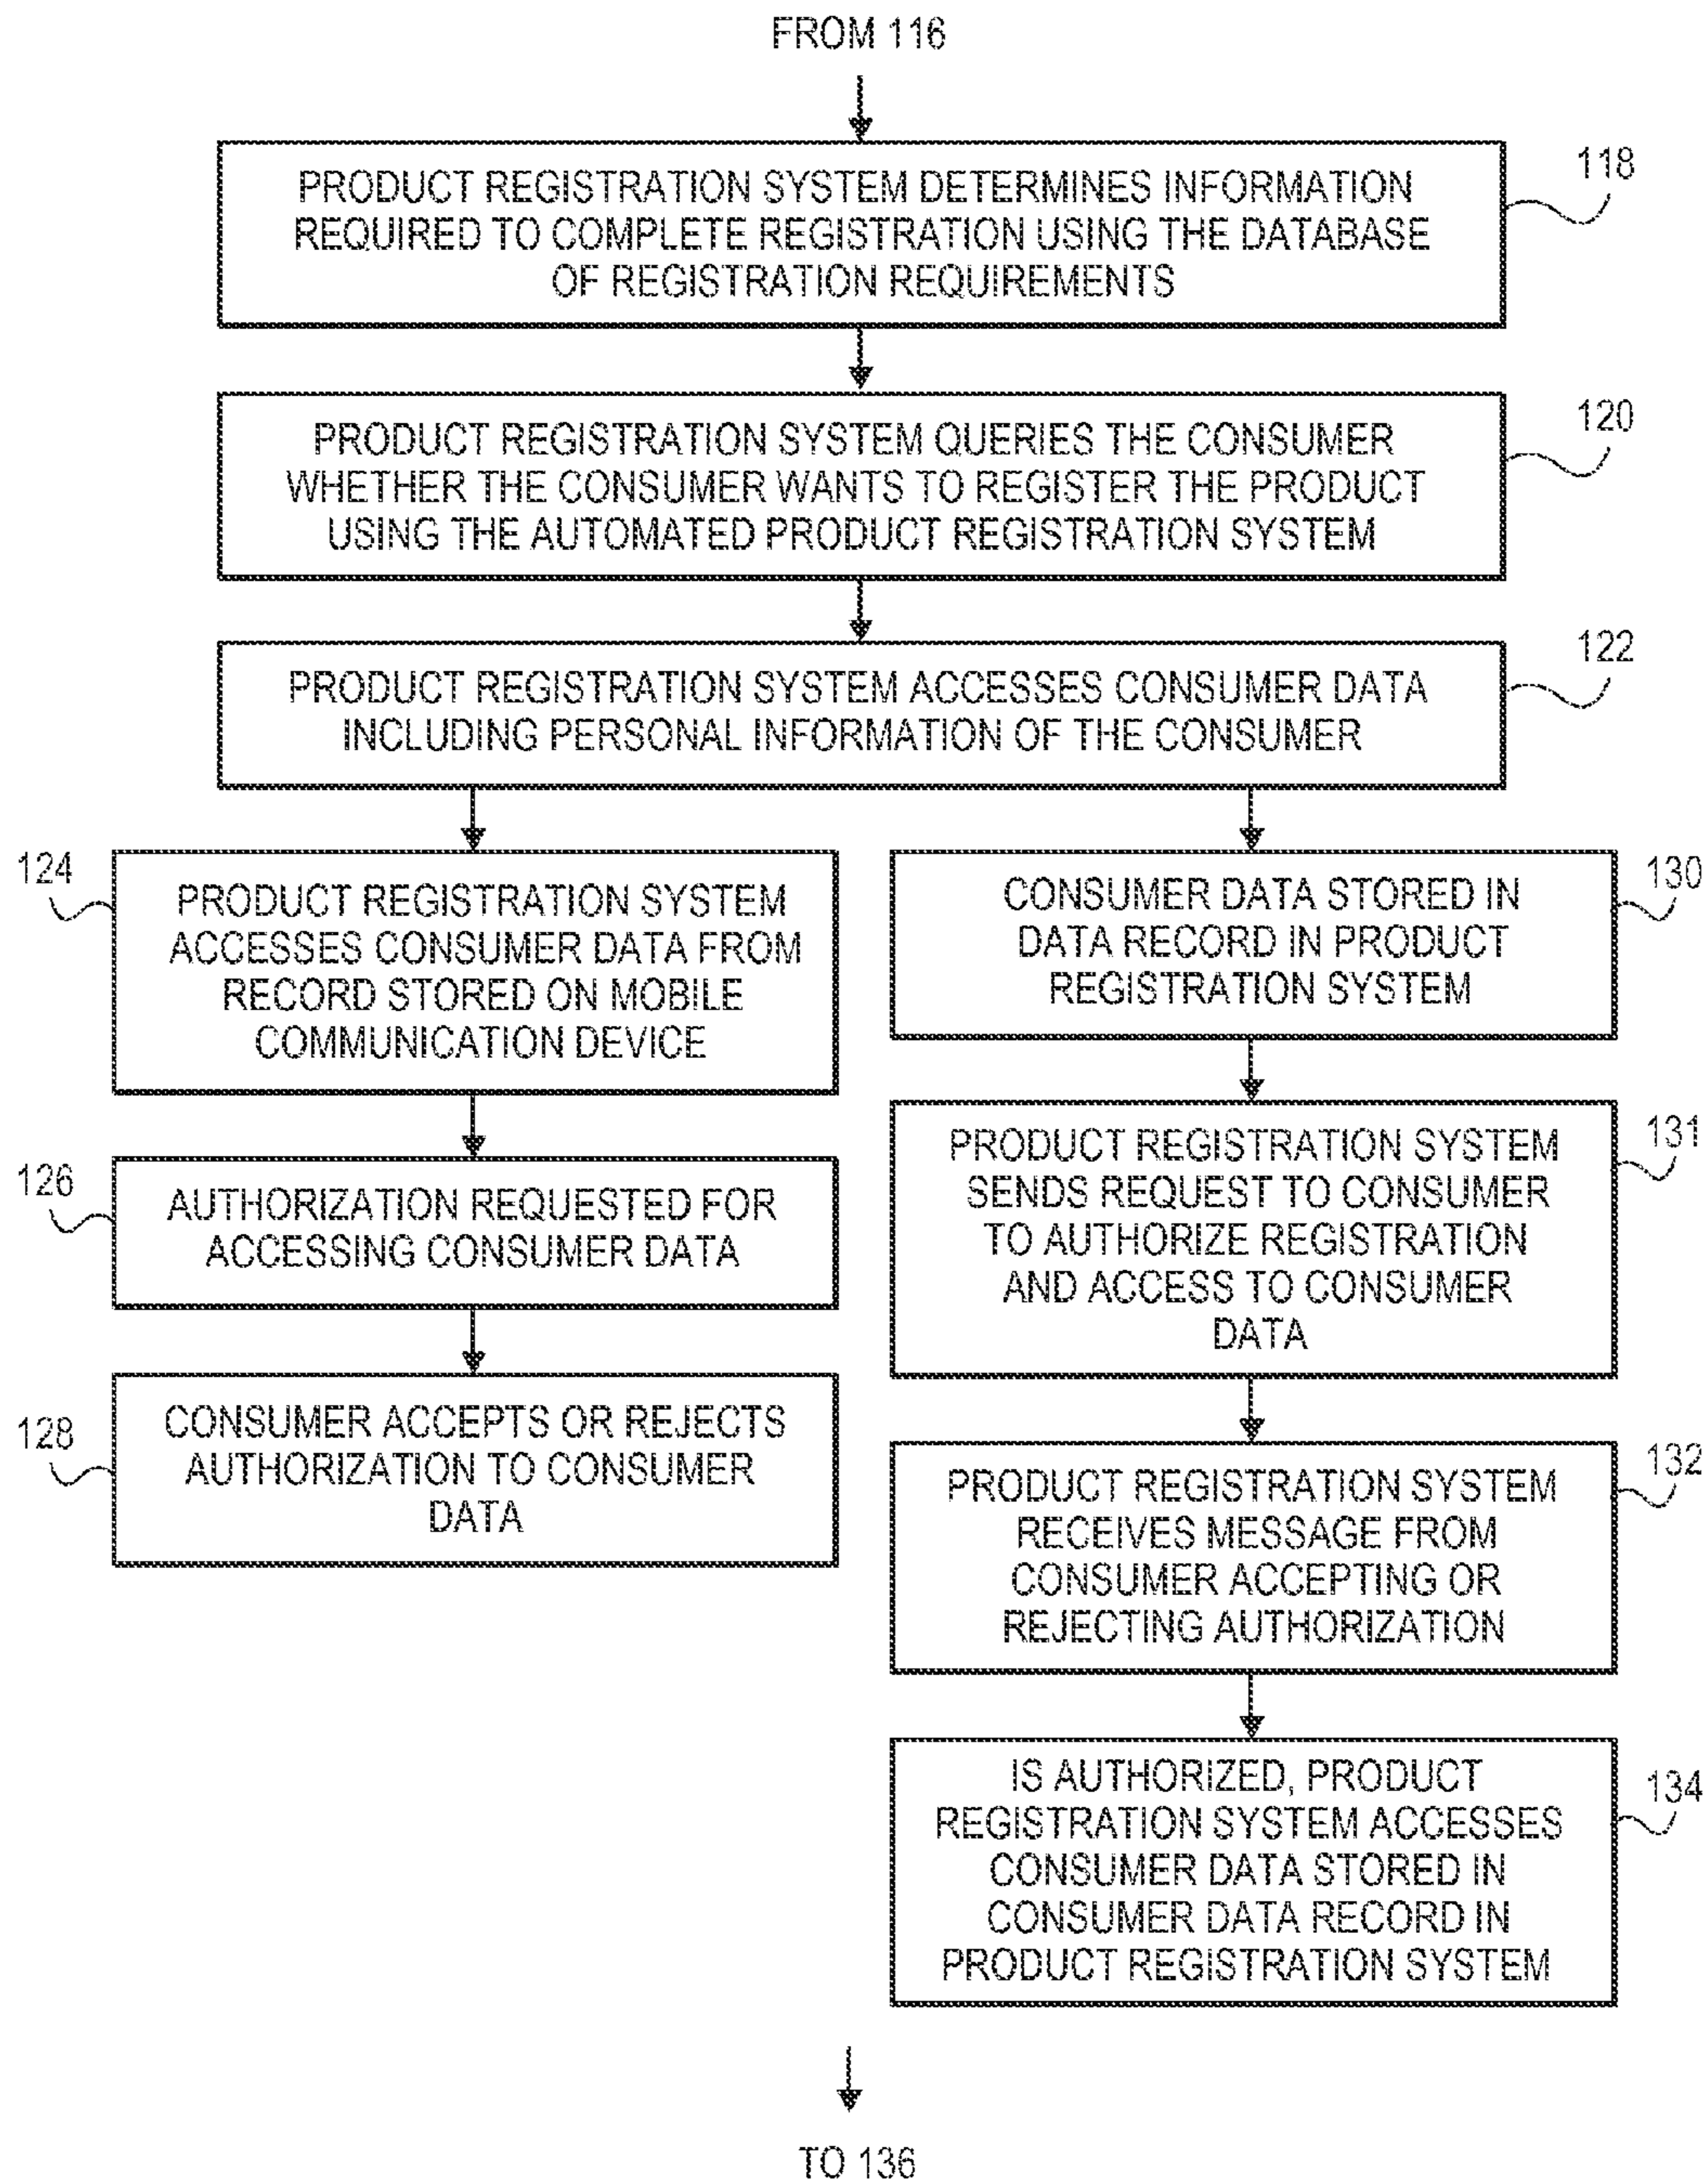 FROM 116
PRODUCT REGISTRATION SYSTEM DETERMINES INFORMATION
REQUIRED TO COMPLETE REGISTRATION USING THE DATABASE
OF REGISTRATION REQUIREMENTS
118
PRODUCT REGISTRATION SYSTEM QUERIES THE CONSUMER
WHETHER THE CONSUMER WANTS TO REGISTER THE PRODUCT
USING THE AUTOMATED PRODUCT REGISTRATION SYSTEM
120
PRODUCT REGISTRATION SYSTEM ACCESSES CONSUMER DATA
INCLUDING PERSONAL INFORMATION OF THE CONSUMER
122
124
PRODUCT REGISTRATION SYSTEM
ACCESSES CONSUMER DATA FROM
RECORD STORED ON MOBILE
COMMUNICATION DEVICE
126
AUTHORIZATION REQUESTED FOR
ACCESSING CONSUMER DATA
128
CONSUMER ACCEPTS OR REJECTS
AUTHORIZATION TO CONSUMER
DATA
CONSUMER DATA STORED IN
DATA RECORD IN PRODUCT
REGISTRATION SYSTEM
130
PRODUCT REGISTRATION SYSTEM
SENDS REQUEST TO CONSUMER
TO AUTHORIZE REGISTRATION
AND ACCESS TO CONSUMER
DATA
131
PRODUCT REGISTRATION SYSTEM
RECEIVES MESSAGE FROM
CONSUMER ACCEPTING OR
REJECTING AUTHORIZATION
132
IS AUTHORIZED, PRODUCT
REGISTRATION SYSTEM ACCESSES
CONSUMER DATA STORED IN
CONSUMER DATA RECORD IN
PRODUCT REGISTRATION SYSTEM
134
TO 136